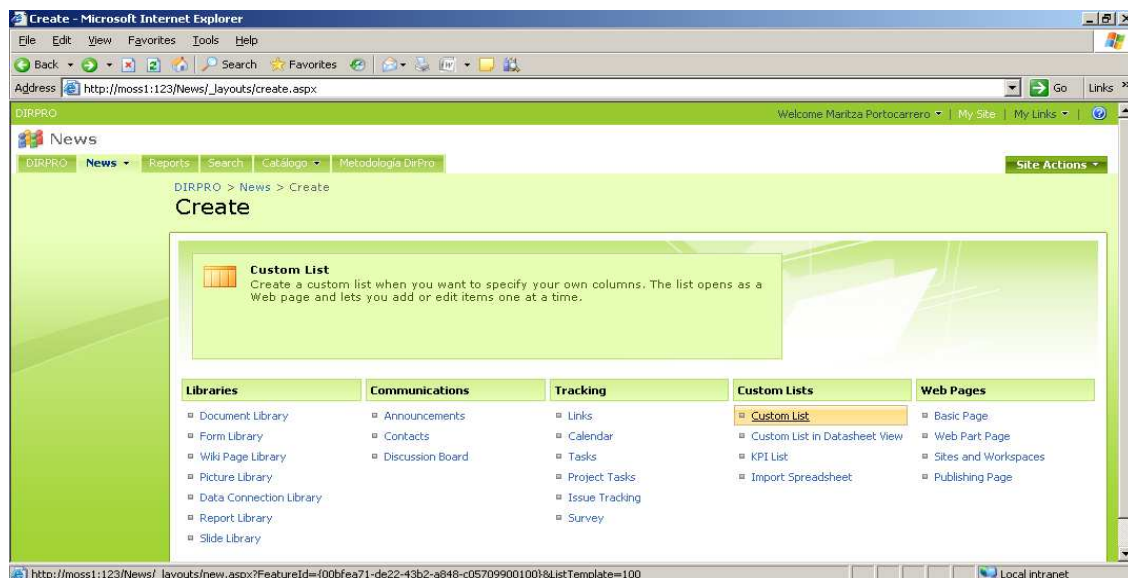 Create - Microsoft Internet Explorer
File Edit View Favorites Tools Help
Back Search Favorites
Address http://moss1:123/News/_layouts/create.aspx Go Links »
DIRPRO Welcome Maritza Portocarrero | My Site | My Links |
News
DIRPRO News Reports Search Catálogo Metodología DirPro Site Actions
DIRPRO > News > Create
Create
Custom List
Create a custom list when you want to specify your own columns. The list opens as a
Web page and lets you add or edit items one at a time.
Libraries Communications Tracking Custom Lists Web Pages
Document Library Announcements Links Custom List Basic Page
Form Library Contacts Calendar Custom List in Datasheet View Web Part Page
Wiki Page Library Discussion Board Tasks KPI List Sites and Workspaces
Picture Library Project Tasks Import Spreadsheet Publishing Page
Data Connection Library Issue Tracking
Report Library Survey
Slide Library
http://moss1:123/News/_layouts/new.aspx?FeatureId={00bfea71-de22-43b2-a848-c05709900100}&ListTemplate=100 Local intranet